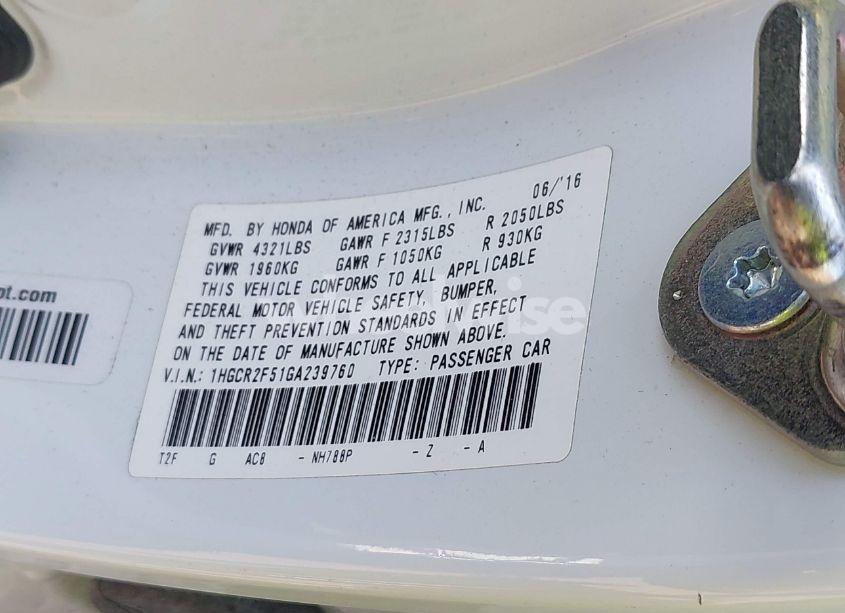 06/'16
MFD. BY HONDA OF AMERICA MFG., INC.
GVWR 4321LBS GAWR F 2315LBS R 2050LBS
GVWR 1960KG GAWR F 1050KG R 930KG
THIS VEHICLE CONFORMS TO ALL APPLICABLE
FEDERAL MOTOR VEHICLE SAFETY, BUMPER,
AND THEFT PREVENTION STANDARDS IN EFFECT
ON THE DATE OF MANUFACTURE SHOWN ABOVE.
V.I.N.: 1HGCR2F51GA239760 TYPE: PASSENGER CAR
T2F G AC8 - NH788P - Z - A
pt.com